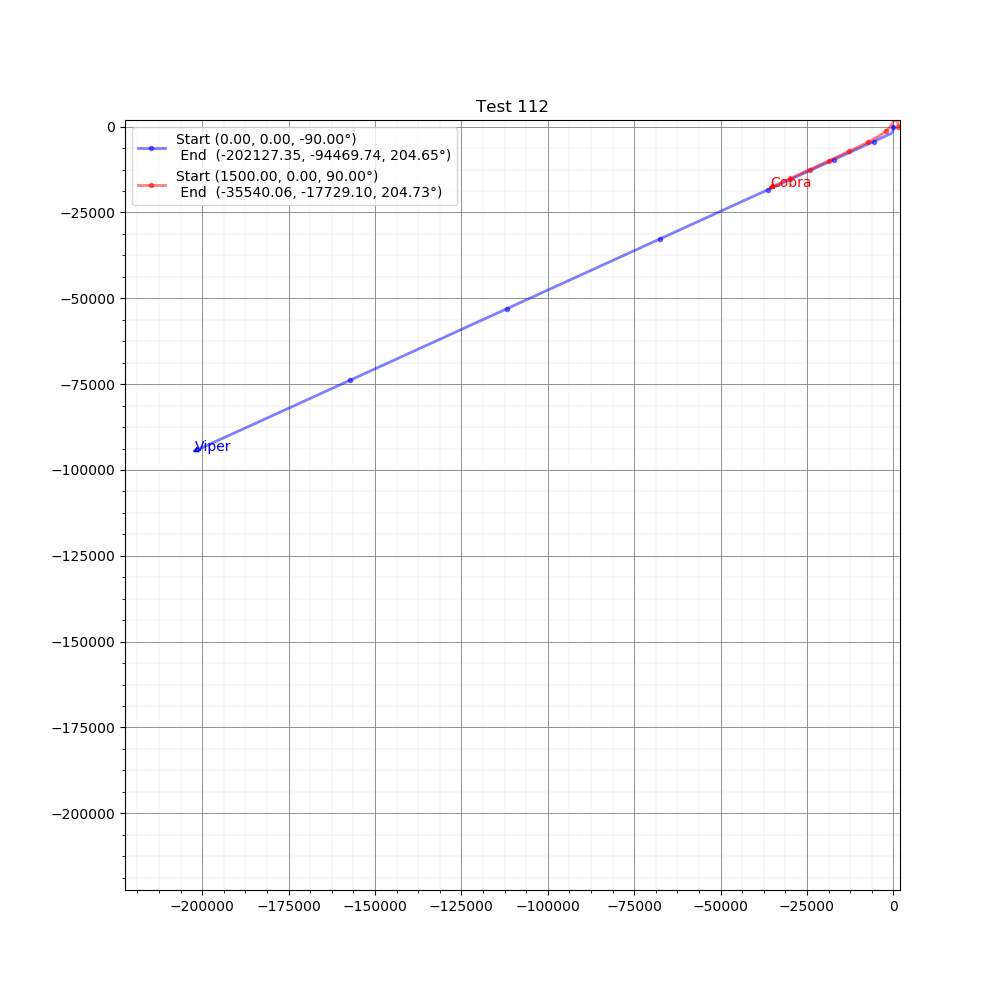 Test 112
Start (0.00, 0.00, -90.00°)
End (-202127.35, -94469.74, 204.65°)
Start (1500.00, 0.00, 90.00°)
End (-35540.06, -17729.10, 204.73°)
0
−25000
−50000
−75000
−100000
−125000
−150000
−175000
−200000
Cobra
Viper
−200000 −175000 −150000 −125000 −100000 −75000 −50000 −25000 0